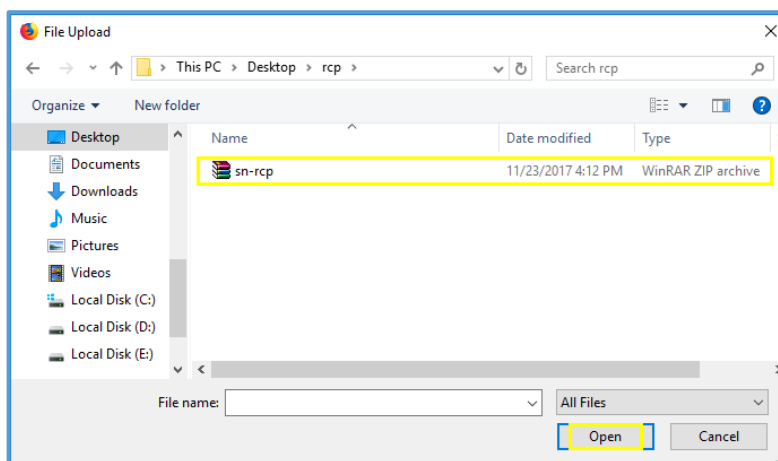 File Upload
This PC > Desktop > rcp >
Search rcp
Organize
New folder
Name
Date modified
Type
Desktop
Documents
Downloads
Music
Pictures
Videos
Local Disk (C:)
Local Disk (D:)
Local Disk (E:)
sn-rcp
11/23/2017 4:12 PM
WinRAR ZIP archive
File name:
All Files
Open
Cancel